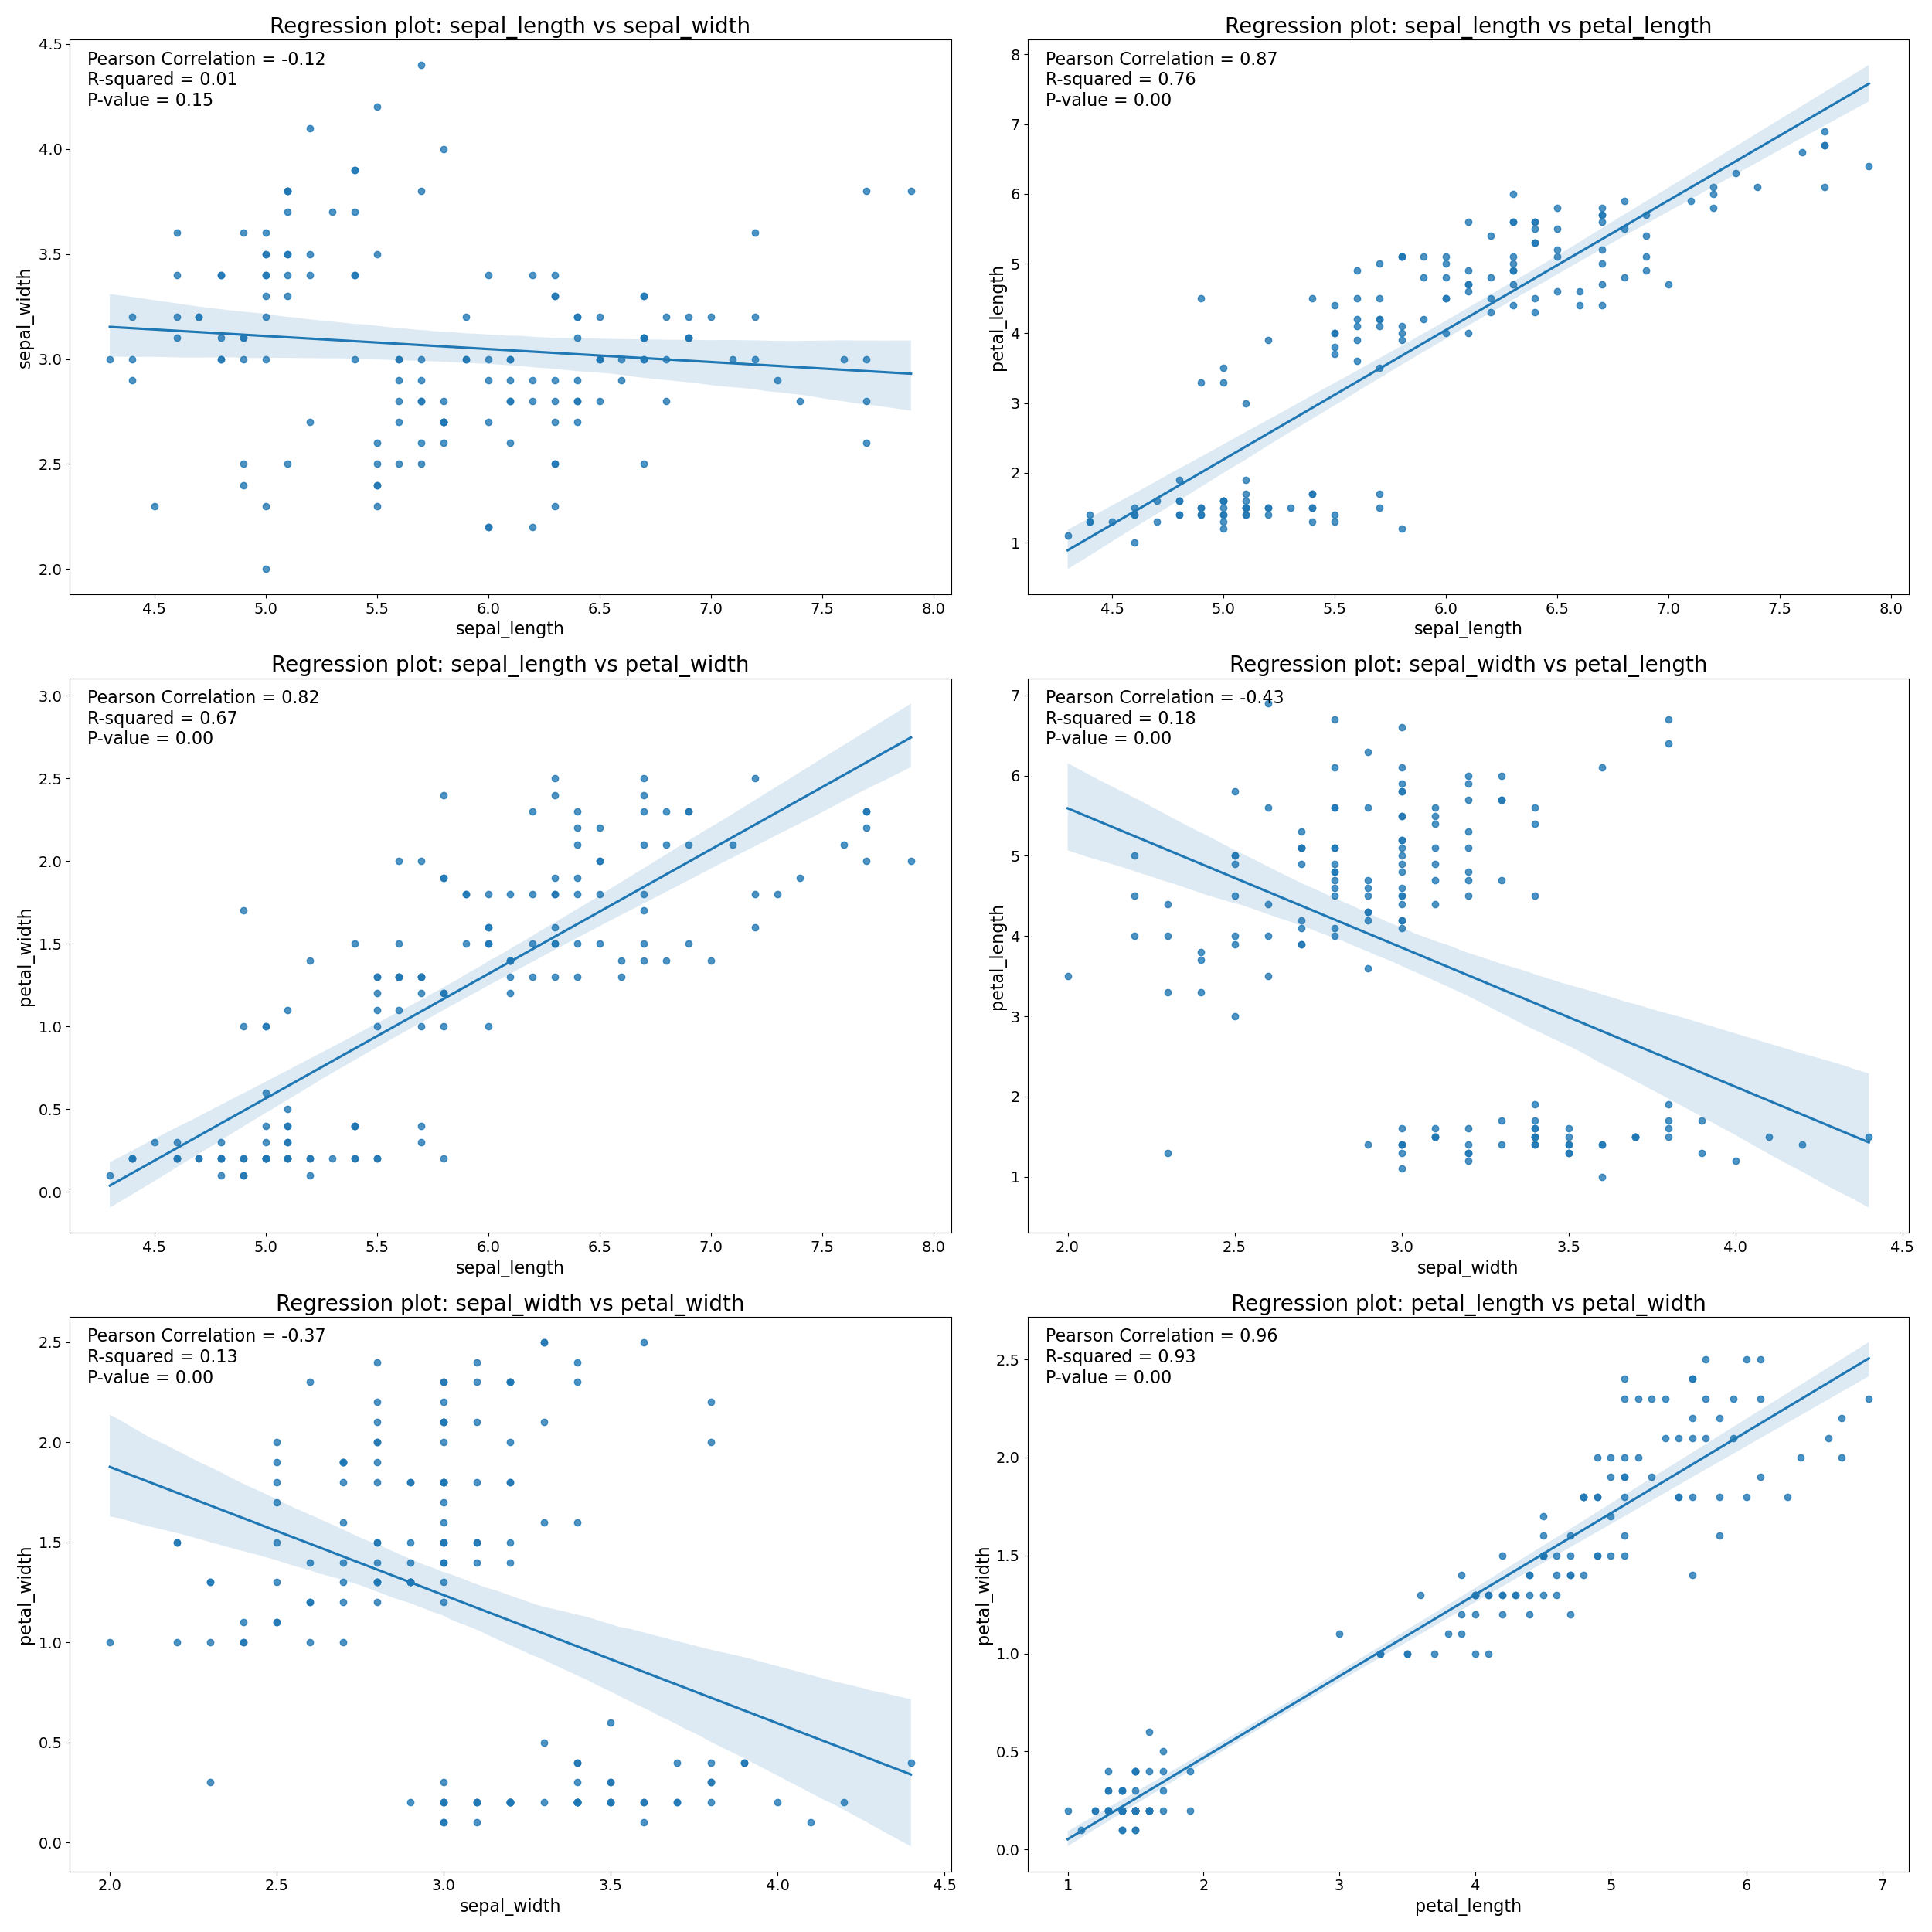 Regression plot: sepal_length vs sepal_width
Pearson Correlation = -0.12
R-squared = 0.01
P-value = 0.15
4.5
4.0
3.5
3.0
2.5
2.0
sepal_width
4.5 5.0 5.5 6.0 6.5 7.0 7.5 8.0
sepal_length
Regression plot: sepal_length vs petal_length
Pearson Correlation = 0.87
R-squared = 0.76
P-value = 0.00
8
7
6
5
4
3
2
1
petal_length
4.5 5.0 5.5 6.0 6.5 7.0 7.5 8.0
sepal_length
Regression plot: sepal_length vs petal_width
Pearson Correlation = 0.82
R-squared = 0.67
P-value = 0.00
3.0
2.5
2.0
1.5
1.0
0.5
0.0
petal_width
4.5 5.0 5.5 6.0 6.5 7.0 7.5 8.0
sepal_length
Regression plot: sepal_width vs petal_length
Pearson Correlation = -0.43
R-squared = 0.18
P-value = 0.00
7
6
5
4
3
2
1
petal_length
2.0 2.5 3.0 3.5 4.0 4.5
sepal_width
Regression plot: sepal_width vs petal_width
Pearson Correlation = -0.37
R-squared = 0.13
P-value = 0.00
2.5
2.0
1.5
1.0
0.5
0.0
petal_width
2.0 2.5 3.0 3.5 4.0 4.5
sepal_width
Regression plot: petal_length vs petal_width
Pearson Correlation = 0.96
R-squared = 0.93
P-value = 0.00
2.5
2.0
1.5
1.0
0.5
0.0
petal_width
1 2 3 4 5 6 7
petal_length